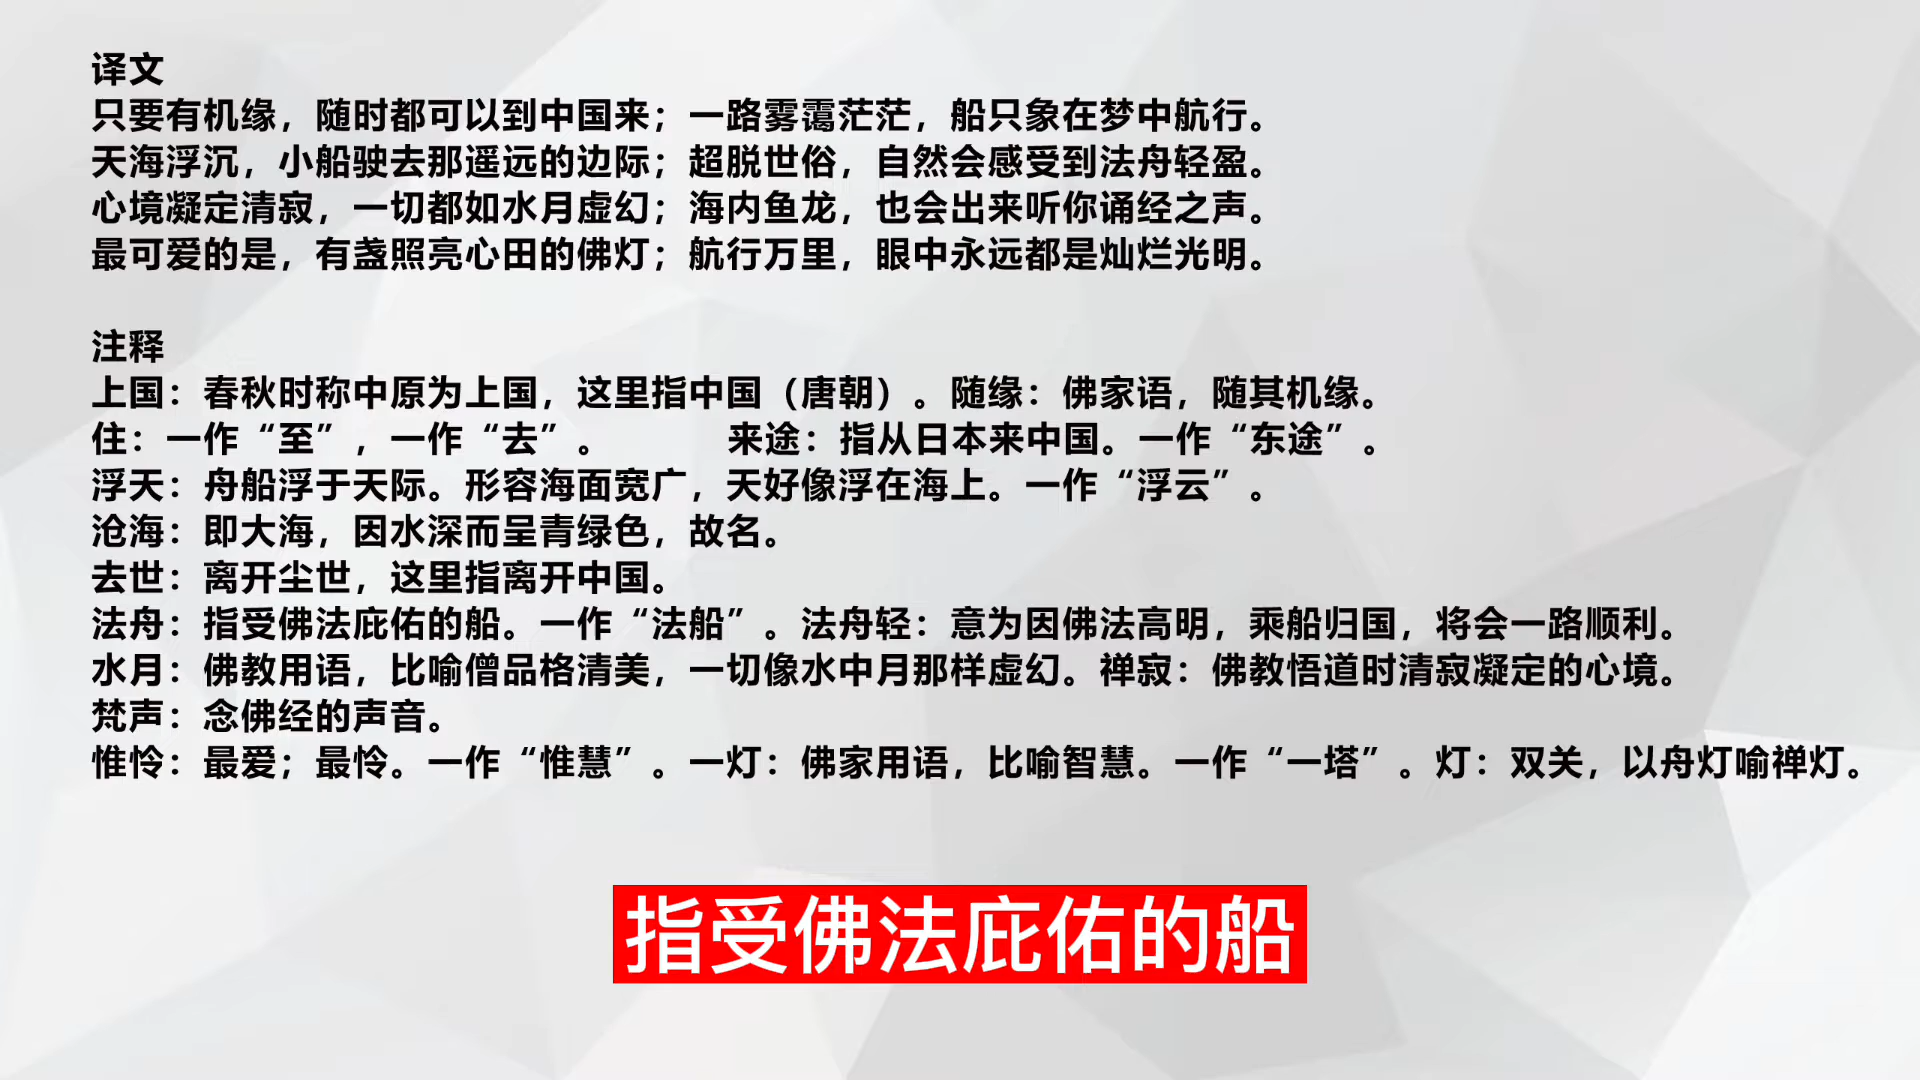 译文
只要有机缘，随时都可以到中国来；一路雾霭茫茫，船只象在梦中航行。
天海浮沉，小船驶去那遥远的边际；超脱世俗，自然会感受到法舟轻盈。
心境凝定清寂，一切都如水月虚幻；海内鱼龙，也会出来听你诵经之声。
最可爱的是，有盏照亮心田的佛灯；航行万里，眼中永远都是灿烂光明。
注释
上国：春秋时称中原为上国，这里指中国（唐朝）。随缘：佛家语，随其机缘。
住：一作“至”，一作“去”。 来途：指从日本来中国。一作“东途”。
浮天：舟船浮于天际。形容海面宽广，天好像浮在海上。一作“浮云”。
沧海：即大海，因水深而呈青绿色，故名。
去世：离开尘世，这里指离开中国。
法舟：指受佛法庇佑的船。一作“法船”。法舟轻：意为因佛法高明，乘船归国，将会一路顺利。
水月：佛教用语，比喻僧品格清美，一切像水中月那样虚幻。禅寂：佛教悟道时清寂凝定的心境。
梵声：念佛经的声音。
惟怜：最爱；最怜。一作“惟慧”。一灯：佛家用语，比喻智慧。一作“一塔”。灯：双关，以舟灯喻禅灯。
指受佛法庇佑的船